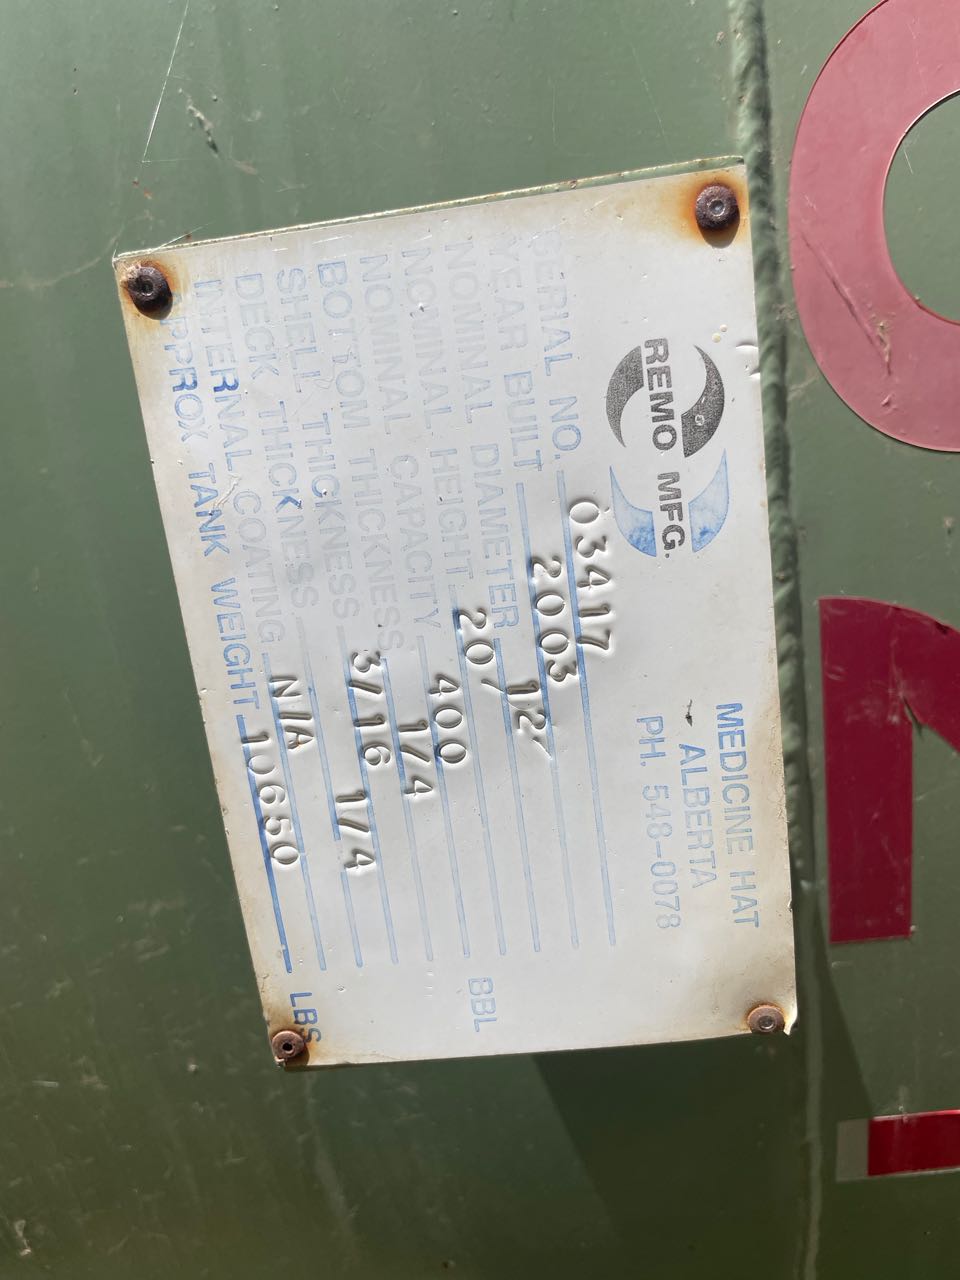 REMO MFG.
MEDICINE HAT
ALBERTA
PH. 548-0078
SERIAL NO. 03417
YEAR BUILT 2003
NOMINAL DIAMETER 12'
NOMINAL HEIGHT 20'
NOMINAL CAPACITY 400 BBL
BOTTOM THICKNESS 1/4
SHELL THICKNESS 3/16
DECK THICKNESS 1/4
INTERNAL COATING N/A
APPROX TANK WEIGHT 10650 LBS